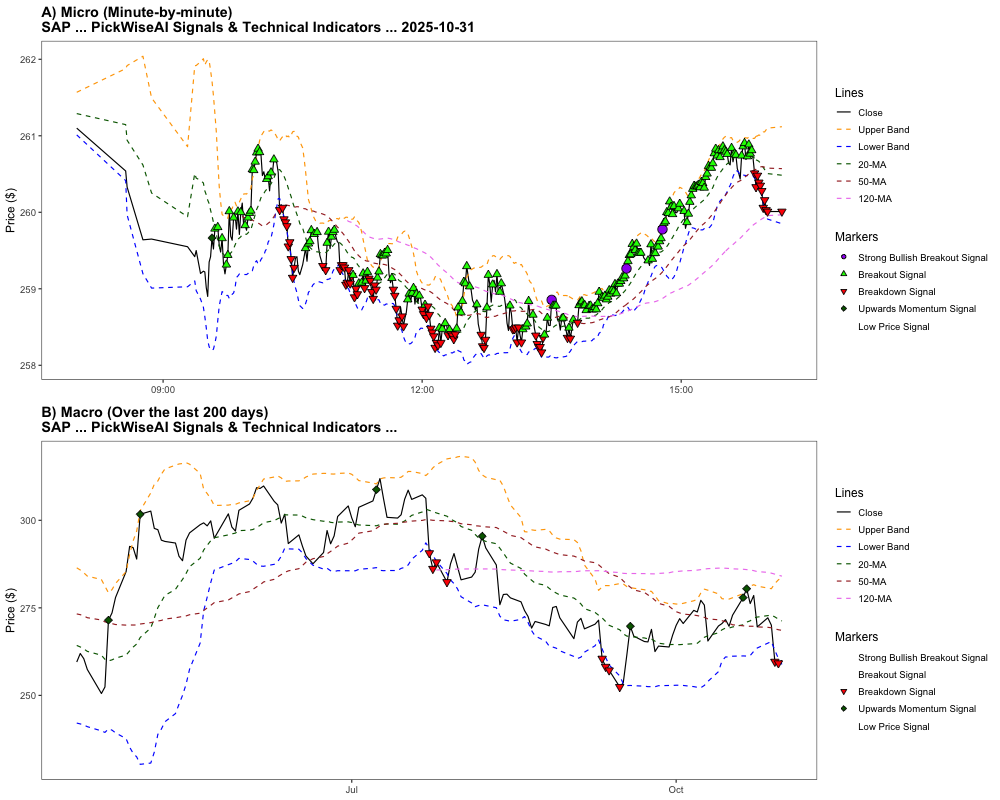 A) Micro (Minute-by-minute)
SAP ... PickWiseAI Signals & Technical Indicators ... 2025-10-31
262
261
260
259
258
Price ($)
09:00
12:00
15:00
Lines
Close
Upper Band
Lower Band
20-MA
50-MA
120-MA
Markers
Strong Bullish Breakout Signal
Breakout Signal
Breakdown Signal
Upwards Momentum Signal
Low Price Signal
B) Macro (Over the last 200 days)
SAP ... PickWiseAI Signals & Technical Indicators ...
300
275
250
Price ($)
Jul
Oct
Lines
Close
Upper Band
Lower Band
20-MA
50-MA
120-MA
Markers
Strong Bullish Breakout Signal
Breakout Signal
Breakdown Signal
Upwards Momentum Signal
Low Price Signal